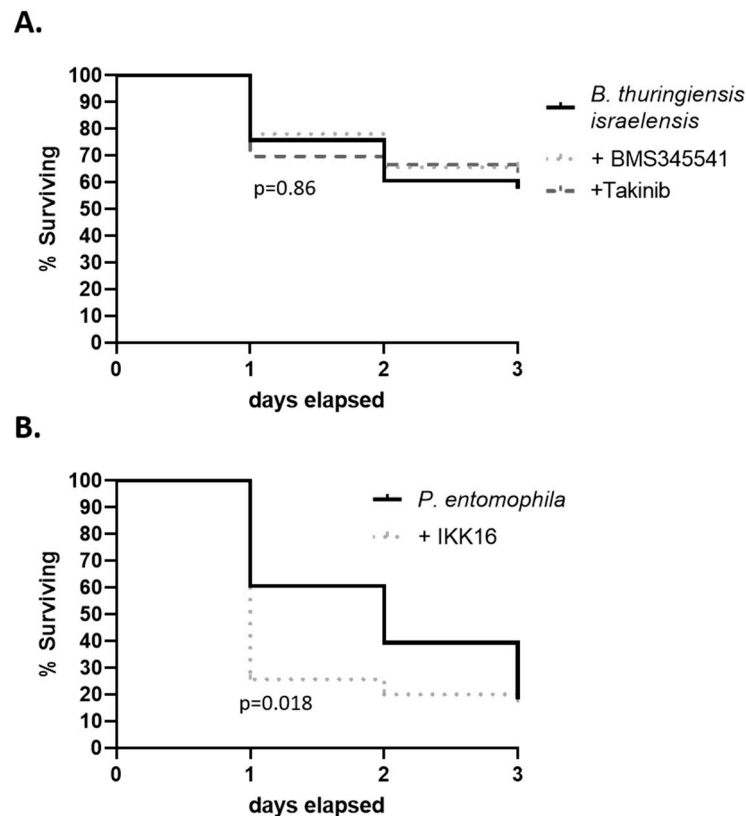 A.
100
90
80
70
60
50
40
30
20
10
0
% Surviving
p=0.86
0 1 2 3
days elapsed
B. thuringiensis
israelensis
+ BMS345541
+Takinib
B.
100
90
80
70
60
50
40
30
20
10
0
% Surviving
P. entomophila
+ IKK16
p=0.018
0 1 2 3
days elapsed